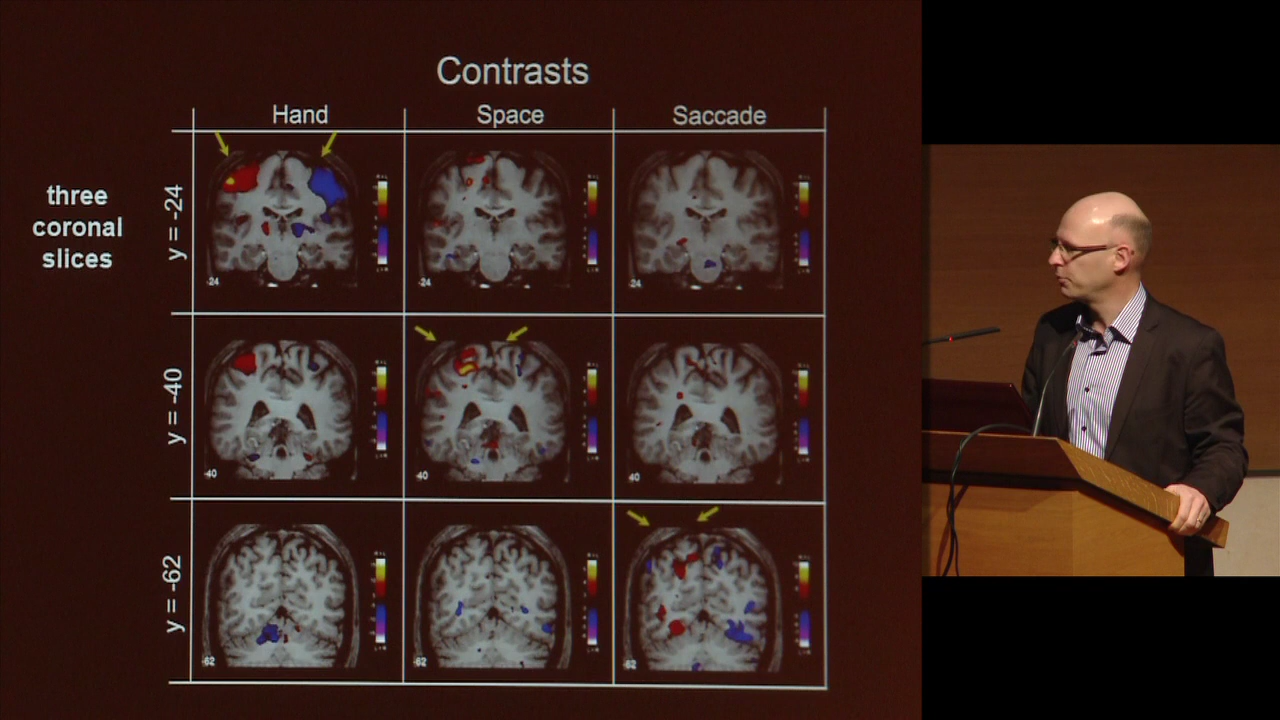 Contrasts
Hand
Space
Saccade
three
coronal
slices
y = -24
-24
-24
-24
y = -40
-40
-40
-40
y = -62
-62
-62
-62